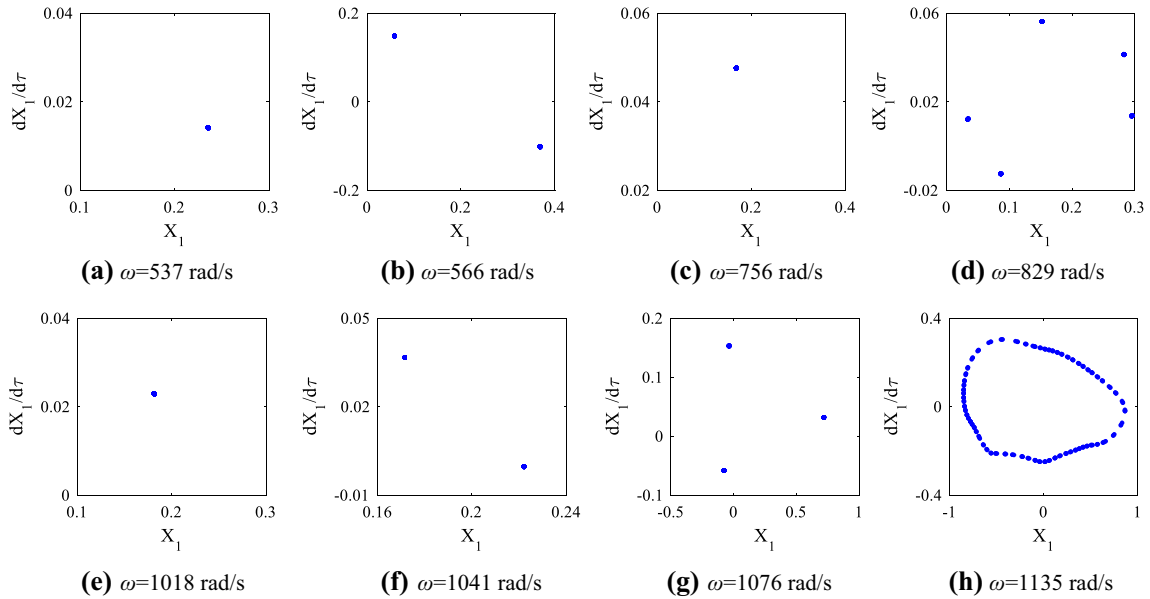 0.04
0.02
0
0.1
0.2
0.3
dX1/dτ
X1
(a) ω=537 rad/s
0.2
0
-0.2
0
0.2
0.4
dX1/dτ
X1
(b) ω=566 rad/s
0.06
0.04
0.02
0
0.2
0.4
dX1/dτ
X1
(c) ω=756 rad/s
0.06
0.02
-0.02
0
0.1
0.2
0.3
dX1/dτ
X1
(d) ω=829 rad/s
0.04
0.02
0
0.1
0.2
0.3
dX1/dτ
X1
(e) ω=1018 rad/s
0.05
0.02
-0.01
0.16
0.2
0.24
dX1/dτ
X1
(f) ω=1041 rad/s
0.2
0.1
0
-0.1
-0.5
0
0.5
1
dX1/dτ
X1
(g) ω=1076 rad/s
0.4
0
-0.4
-1
0
1
dX1/dτ
X1
(h) ω=1135 rad/s